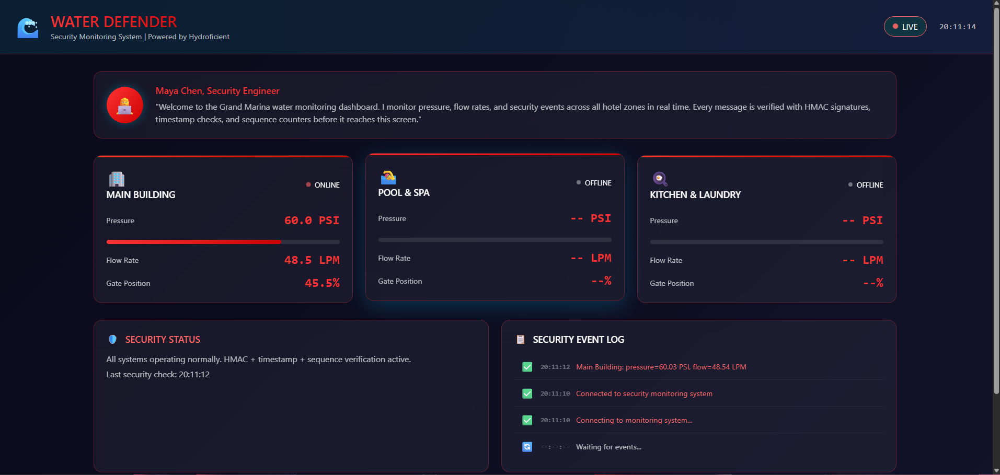 WATER DEFENDER
Security Monitoring System | Powered by Hydroficient
LIVE
20:11:14
Maya Chen, Security Engineer
"Welcome to the Grand Marina water monitoring dashboard. I monitor pressure, flow rates, and security events across all hotel zones in real time. Every message is verified with HMAC signatures,
timestamp checks, and sequence counters before it reaches this screen."
MAIN BUILDING
ONLINE
Pressure
60.0 PSI
Flow Rate
48.5 LPM
Gate Position
45.5%
POOL & SPA
OFFLINE
Pressure
-- PSI
Flow Rate
-- LPM
Gate Position
--%
KITCHEN & LAUNDRY
OFFLINE
Pressure
-- PSI
Flow Rate
-- LPM
Gate Position
--%
SECURITY STATUS
All systems operating normally. HMAC + timestamp + sequence verification active.
Last security check: 20:11:12
SECURITY EVENT LOG
20:11:12 Main Building: pressure=60.03 PSI, flow=48.54 LPM
20:11:10 Connected to security monitoring system
20:11:10 Connecting to monitoring system...
--:--:-- Waiting for events...